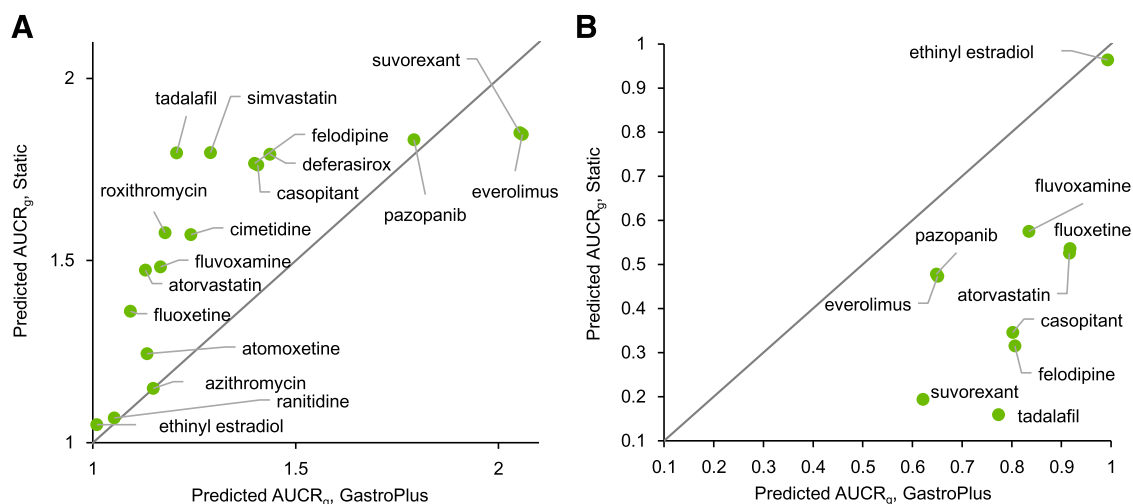 A
Predicted AUCRg, Static
2
1.5
1
suvorexant
tadalafil
simvastatin
felodipine
deferasirox
casopitant
everolimus
roxithromycin
pazopanib
cimetidine
fluvoxamine
atorvastatin
fluoxetine
atomoxetine
azithromycin
ranitidine
ethinyl estradiol
1
1.5
2
Predicted AUCRg, GastroPlus
B
Predicted AUCRg, Static
1
0.9
0.8
0.7
0.6
0.5
0.4
0.3
0.2
0.1
ethinyl estradiol
fluvoxamine
fluoxetine
pazopanib
atorvastatin
everolimus
casopitant
felodipine
suvorexant
tadalafil
0.1
0.2
0.3
0.4
0.5
0.6
0.7
0.8
0.9
1
Predicted AUCRg, GastroPlus